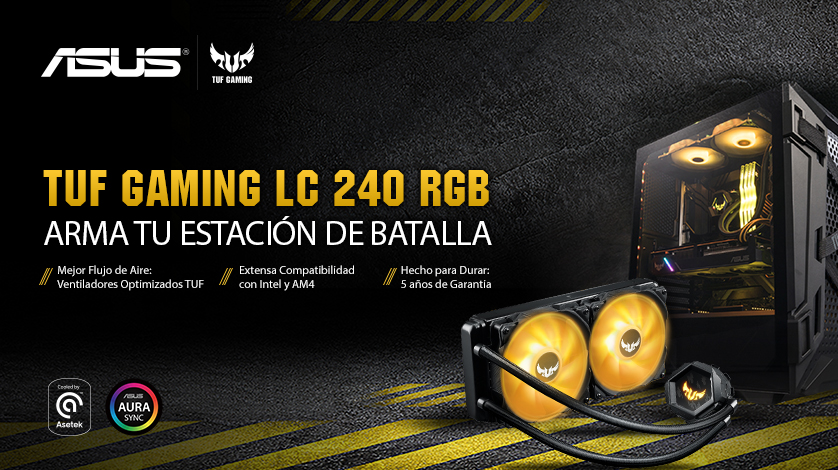 ASUS®
TUF GAMING
TUF GAMING LC 240 RGB
ARMA TU ESTACIÓN DE BATALLA
Mejor Flujo de Aire:
Ventiladores Optimizados TUF
Extensa Compatibilidad
con Intel y AM4
Hecho para Durar:
5 años de Garantia
Cooled by
Asetek
ASUS
AURA
SYNC
ASUS